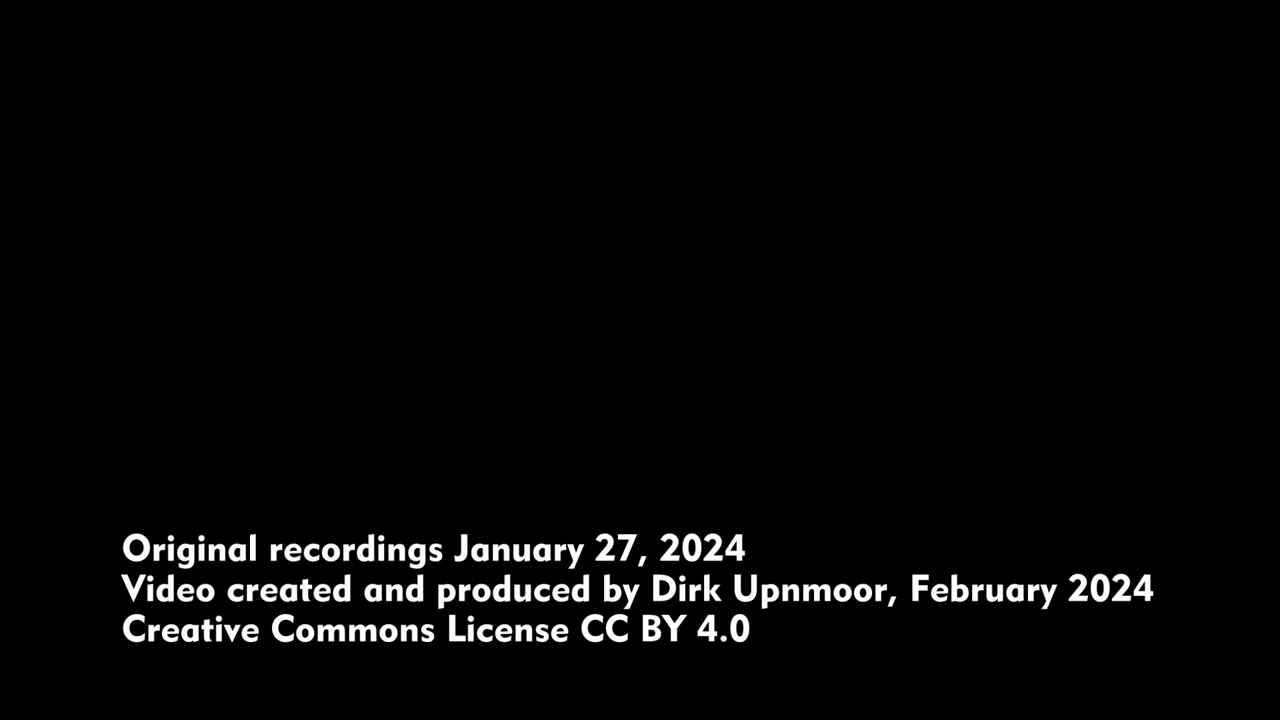 Original recordings January 27, 2024
Video created and produced by Dirk Upnmoor, February 2024
Creative Commons License CC BY 4.0